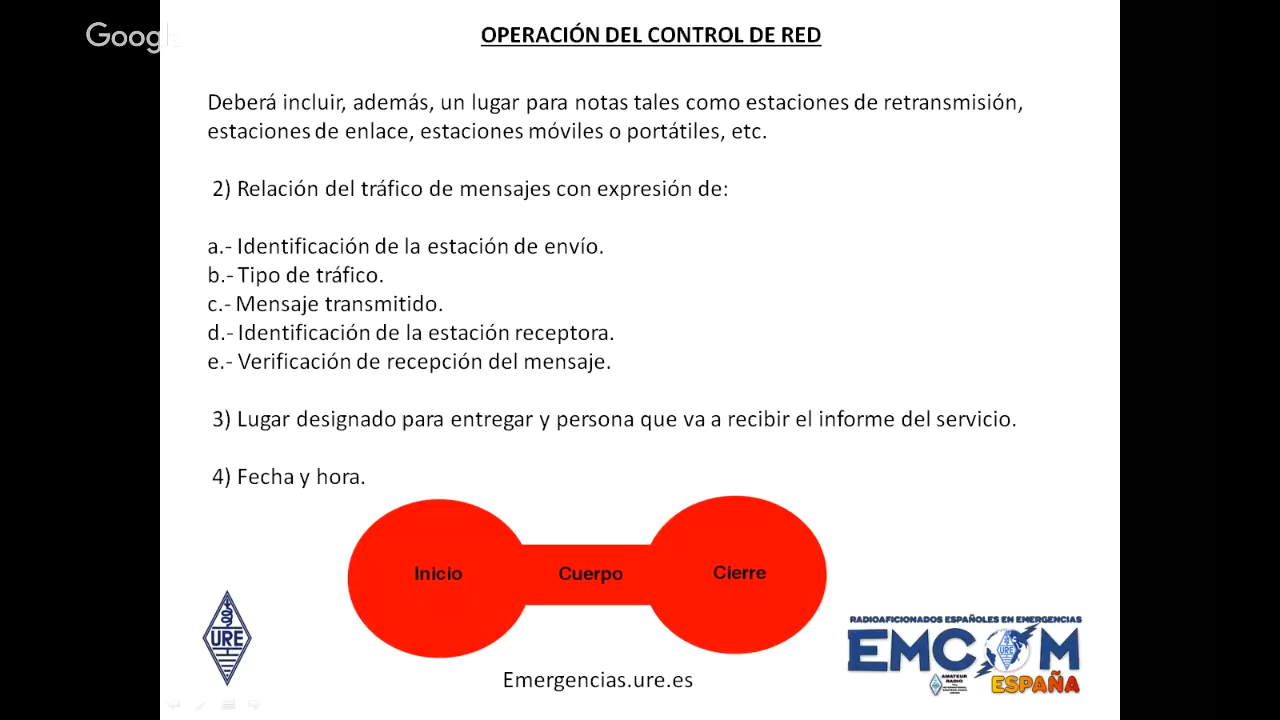 Google
OPERACIÓN DEL CONTROL DE RED
Deberá incluir, además, un lugar para notas tales como estaciones de retransmisión,
estaciones de enlace, estaciones móviles o portátiles, etc.
2) Relación del tráfico de mensajes con expresión de:
a.- Identificación de la estación de envío.
b.- Tipo de tráfico.
c.- Mensaje transmitido.
d.- Identificación de la estación receptora.
e.- Verificación de recepción del mensaje.
3) Lugar designado para entregar y persona que va a recibir el informe del servicio.
4) Fecha y hora.
Inicio Cuerpo Cierre
URE
RADIOAFICIONADOS ESPAÑOLES EN EMERGENCIAS
EMCOM
URE
AMATEUR
RADIO
ESPAÑA
Emergencias.ure.es